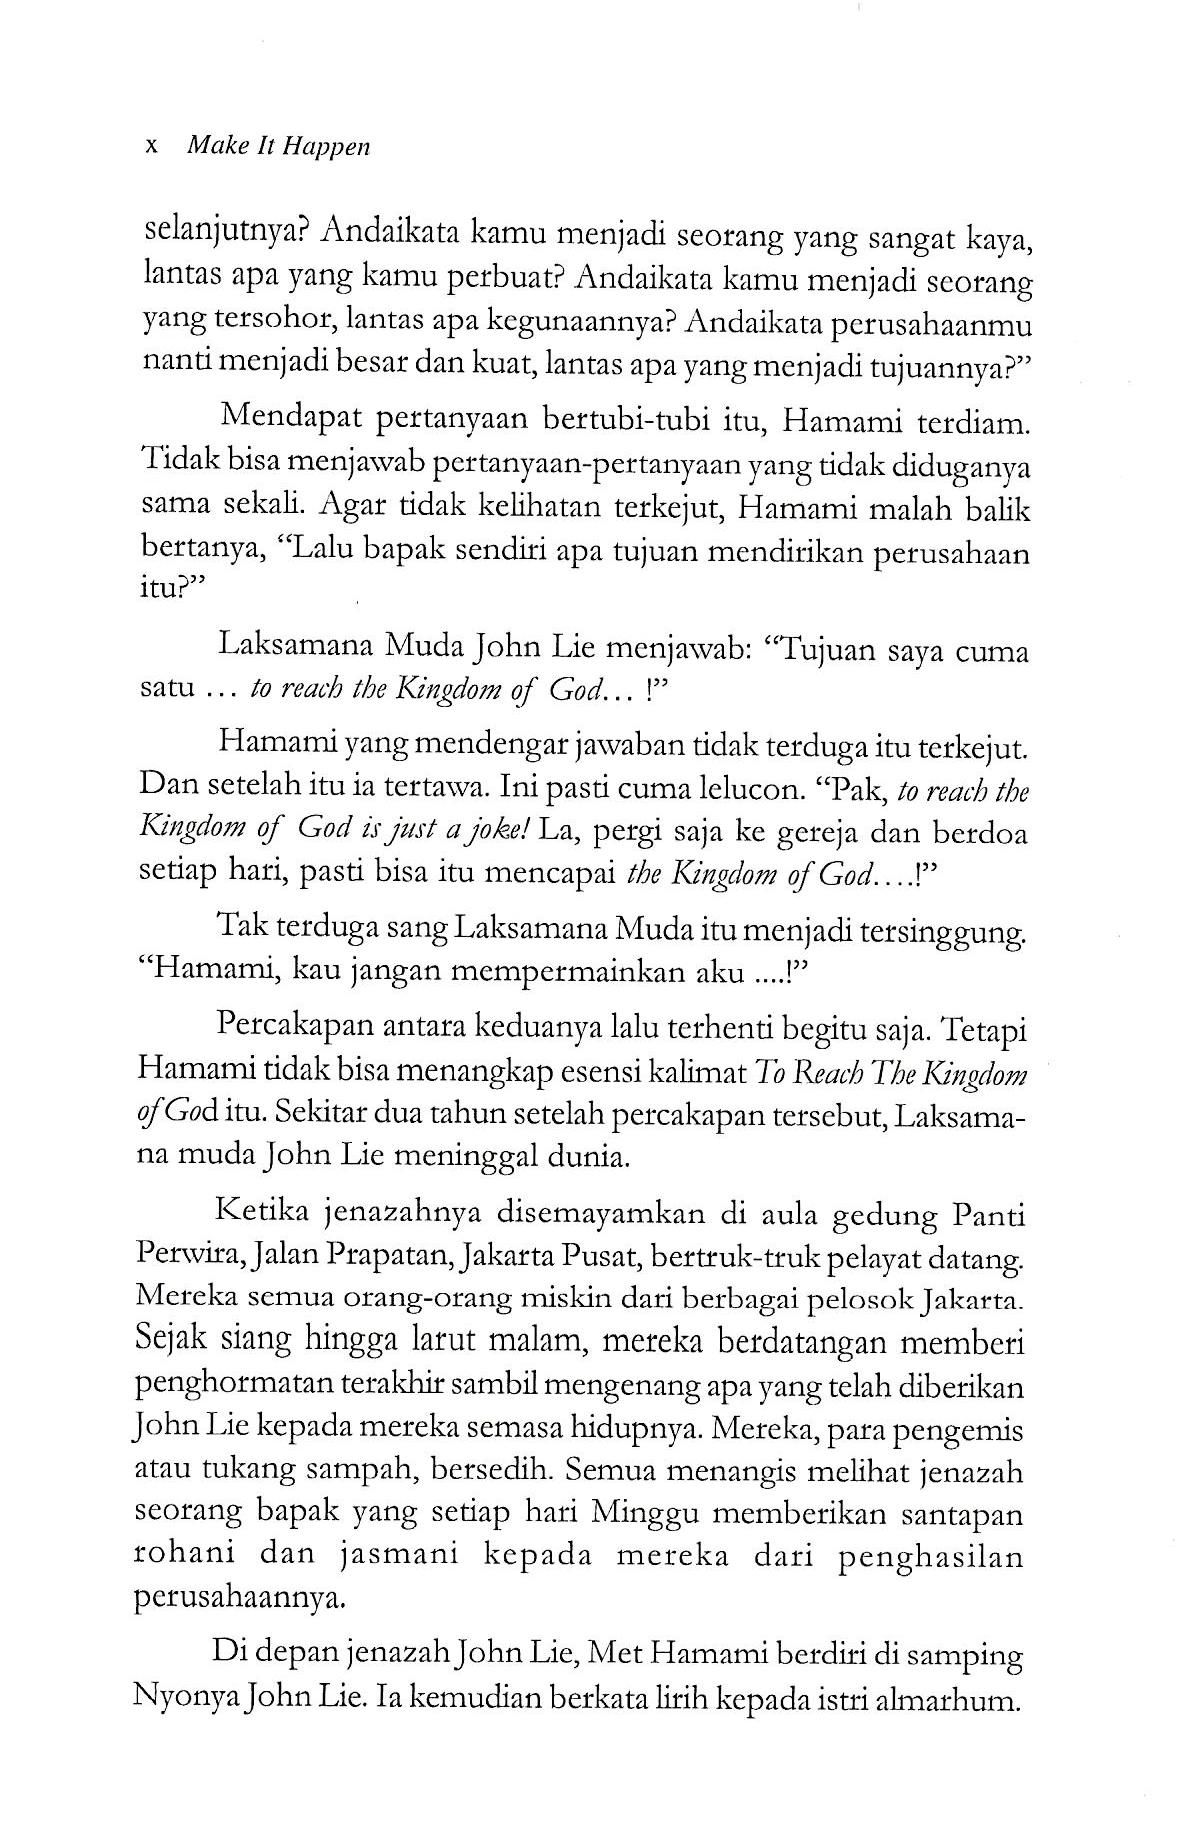 x Make It Happen
selanjutnya? Andaikata kamu menjadi seorang yang sangat kaya,
lantas apa yang kamu perbuat? Andaikata kamu menjadi seorang
yang tersohor, lantas apa kegunaannya? Andaikata perusahaanmu
nanti menjadi besar dan kuat, lantas apa yang menjadi tujuannya?”
Mendapat pertanyaan bertubi-tubi itu, Hamami terdiam.
Tidak bisa menjawab pertanyaan-pertanyaan yang tidak diduganya
sama sekali. Agar tidak kelihatan terkejut, Hamami malah balik
bertanya, “Lalu bapak sendiri apa tujuan mendirikan perusahaan
itu?”
Laksamana Muda John Lie menjawab: “Tujuan saya cuma
satu ... to reach the Kingdom of God... !”
Hamami yang mendengar jawaban tidak terduga itu terkejut.
Dan setelah itu ia tertawa. Ini pasti cuma lelucon. “Pak, to reach the
Kingdom of God is just a joke! La, pergi saja ke gereja dan berdoa
setiap hari, pasti bisa itu mencapai the Kingdom of God....!”
Tak terduga sang Laksamana Muda itu menjadi tersinggung.
“Hamami, kau jangan mempermainkan aku ....!”
Percakapan antara keduanya lalu terhenti begitu saja. Tetapi
Hamami tidak bisa menangkap esensi kalimat To Reach The Kingdom
of God itu. Sekitar dua tahun setelah percakapan tersebut, Laksama-
na muda John Lie meninggal dunia.
Ketika jenazahnya disemayamkan di aula gedung Panti
Perwira, Jalan Prapatan, Jakarta Pusat, bertruk-truk pelayat datang.
Mereka semua orang-orang miskin dari berbagai pelosok Jakarta.
Sejak siang hingga larut malam, mereka berdatangan memberi
penghormatan terakhir sambil mengenang apa yang telah diberikan
John Lie kepada mereka semasa hidupnya. Mereka, para pengemis
atau tukang sampah, bersedih. Semua menangis melihat jenazah
seorang bapak yang setiap hari Minggu memberikan santapan
rohani dan jasmani kepada mereka dari penghasilan
perusahaannya.
Di depan jenazah John Lie, Met Hamami berdiri di samping
Nyonya John Lie. Ia kemudian berkata lirih kepada istri almarhum.